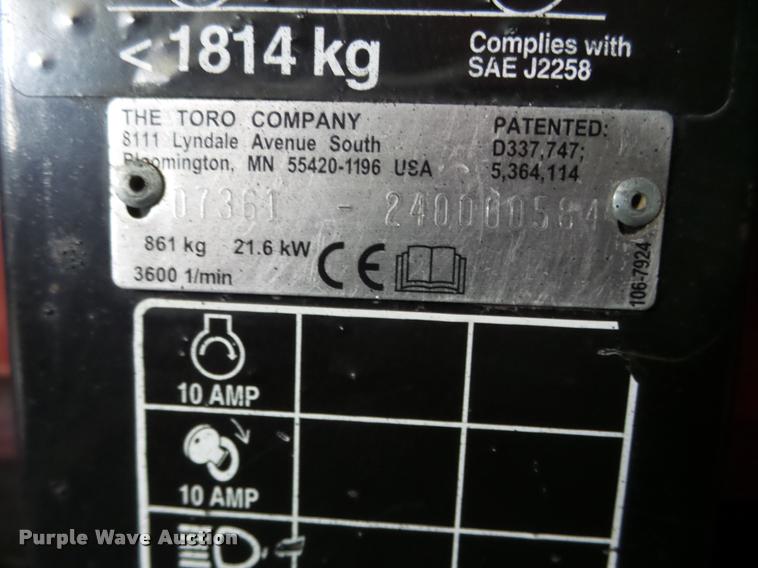 < 1814 kg
Complies with
SAE J2258
THE TORO COMPANY
8111 Lyndale Avenue South
Bloomington, MN 55420-1196 USA
PATENTED:
D337,747;
5,364,114
07361 - 240000584
861 kg 21.6 kW
3600 1/min
CE
106-7924
10 AMP
10 AMP
Purple Wave Auction